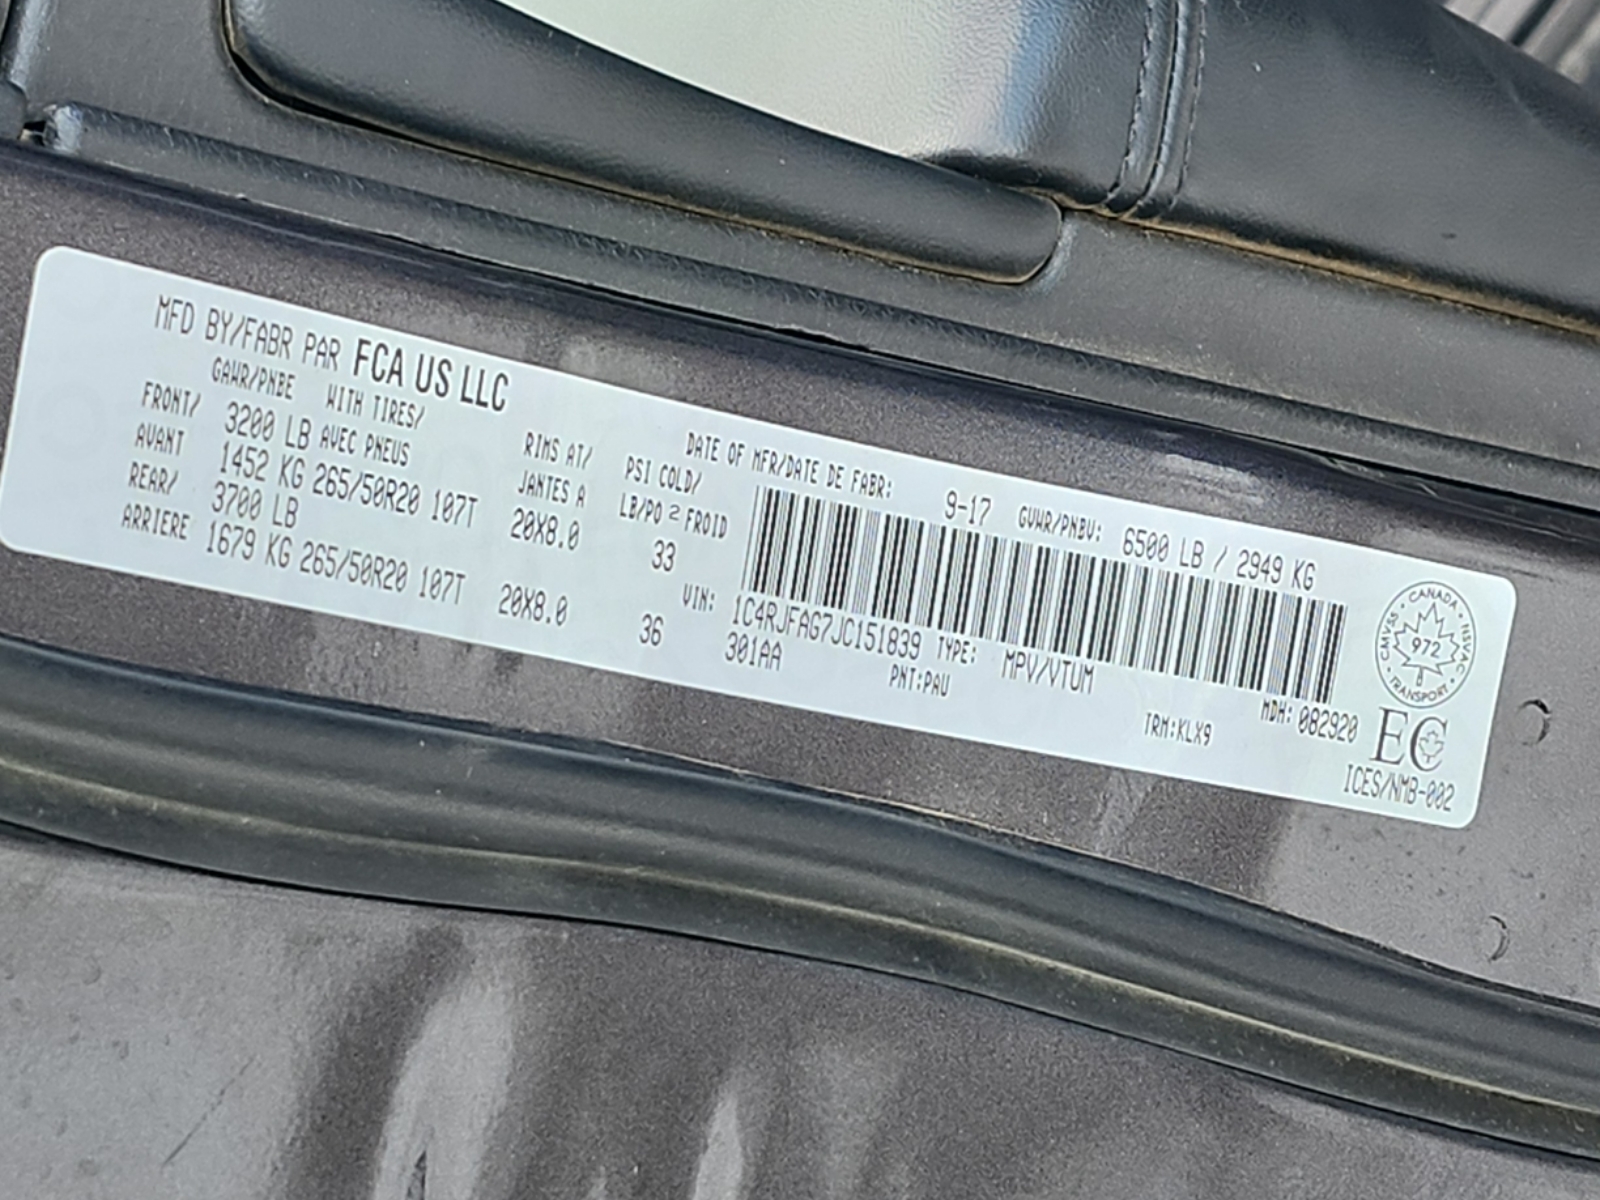 MFD BY/FABR PAR FCA US LLC
DATE OF MFR/DATE DE FABR: 9-17 GVWR/PNBV: 6500 LB / 2949 KG
GAWR/PNBE WITH TIRES/ RIMS AT/ PSI COLD/
AVEC PNEUS JANTES A LB/PO² FROID
FRONT/ 3200 LB
AVANT 1452 KG 265/50R20 107T 20X8.0 33
REAR/ 3700 LB
ARRIERE 1679 KG 265/50R20 107T 20X8.0 36
VIN: 1C4RJFAG7JC151839 TYPE: MPV/VTUM MDH: 082920
301AA PNT:PAU TRM:KLX9
CANADA
CMVSS NSVAC
972
TRANSPORT
EC
ICES/NMB-002